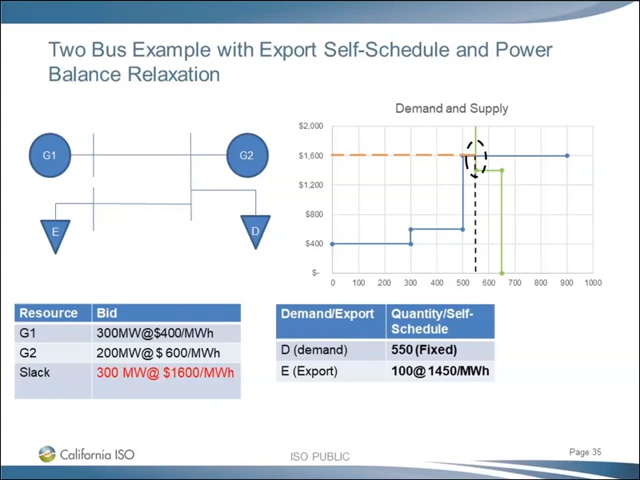 Two Bus Example with Export Self-Schedule and Power
Balance Relaxation
G1
G2
E
D
Demand and Supply
$2,000
$1,600
$1,200
$800
$400
$-
0 100 200 300 400 500 600 700 800 900 1000
Resource Bid
G1 300MW@$400/MWh
G2 200MW@ $ 600/MWh
Slack 300 MW@ $1600/MWh
Demand/Export Quantity/Self-
Schedule
D (demand) 550 (Fixed)
E (Export) 100@ 1450/MWh
California ISO
ISO PUBLIC
Page 35